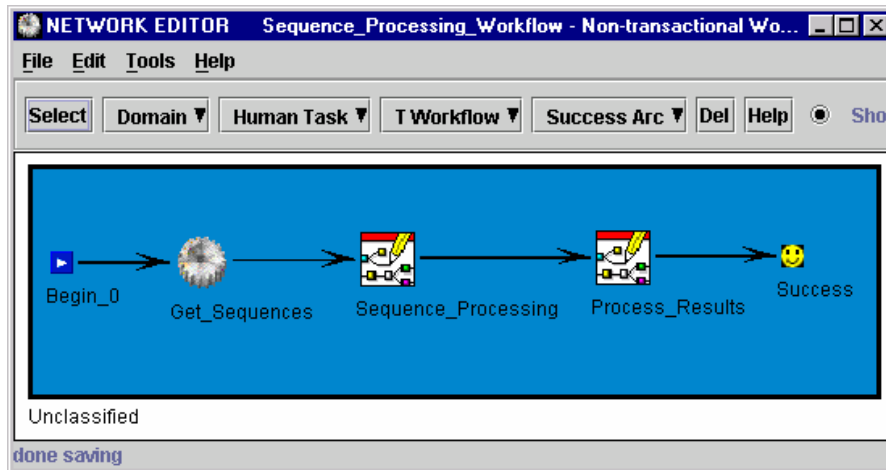 NETWORK EDITOR Sequence_Processing_Workflow - Non-transactional Wo...
File Edit Tools Help
Select Domain Human Task T Workflow Success Arc Del Help Sho
Begin_0
Get_Sequences
Sequence_Processing
Process_Results
Success
Unclassified
done saving